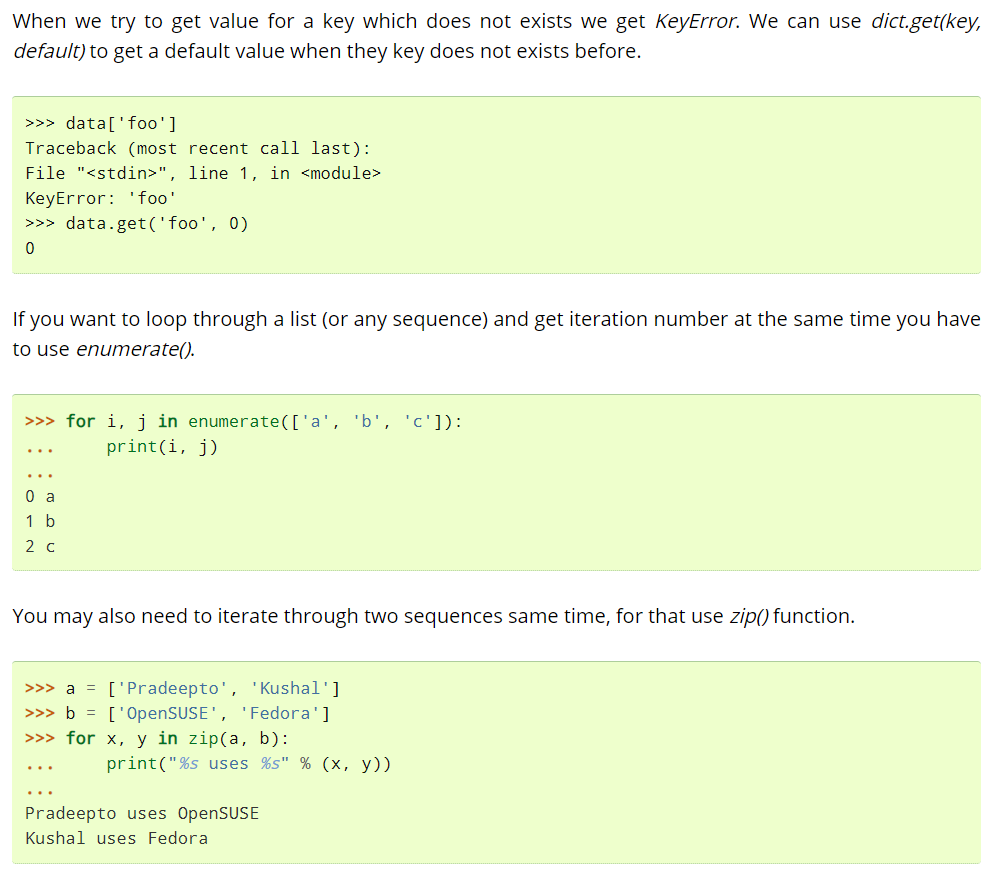 When we try to get value for a key which does not exists we get KeyError. We can use dict.get(key,
default) to get a default value when they key does not exists before.
>>> data['foo']
Traceback (most recent call last):
File "<stdin>", line 1, in <module>
KeyError: 'foo'
>>> data.get('foo', 0)
0
If you want to loop through a list (or any sequence) and get iteration number at the same time you have
to use enumerate().
>>> for i, j in enumerate(['a', 'b', 'c']):
...     print(i, j)
...
0 a
1 b
2 c
You may also need to iterate through two sequences same time, for that use zip() function.
>>> a = ['Pradeepto', 'Kushal']
>>> b = ['OpenSUSE', 'Fedora']
>>> for x, y in zip(a, b):
...     print("%s uses %s" % (x, y))
...
Pradeepto uses OpenSUSE
Kushal uses Fedora